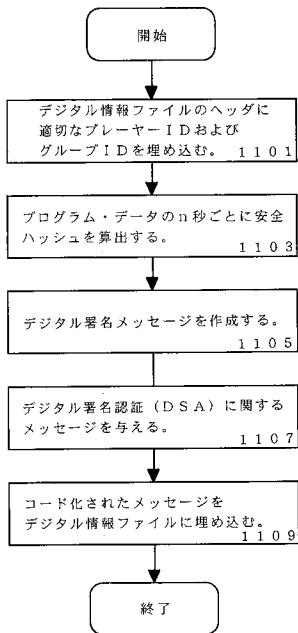 開始
デジタル情報ファイルのヘッダに
適切なプレーヤーIDおよび
グループIDを埋め込む。 1101
プログラム・データのn秒ごとに安全
ハッシュを算出する。
1103
デジタル署名メッセージを作成する。
1105
デジタル署名認証（DSA）に関する
メッセージを与える。
1107
コード化されたメッセージを
デジタル情報ファイルに埋め込む。
1109
終了